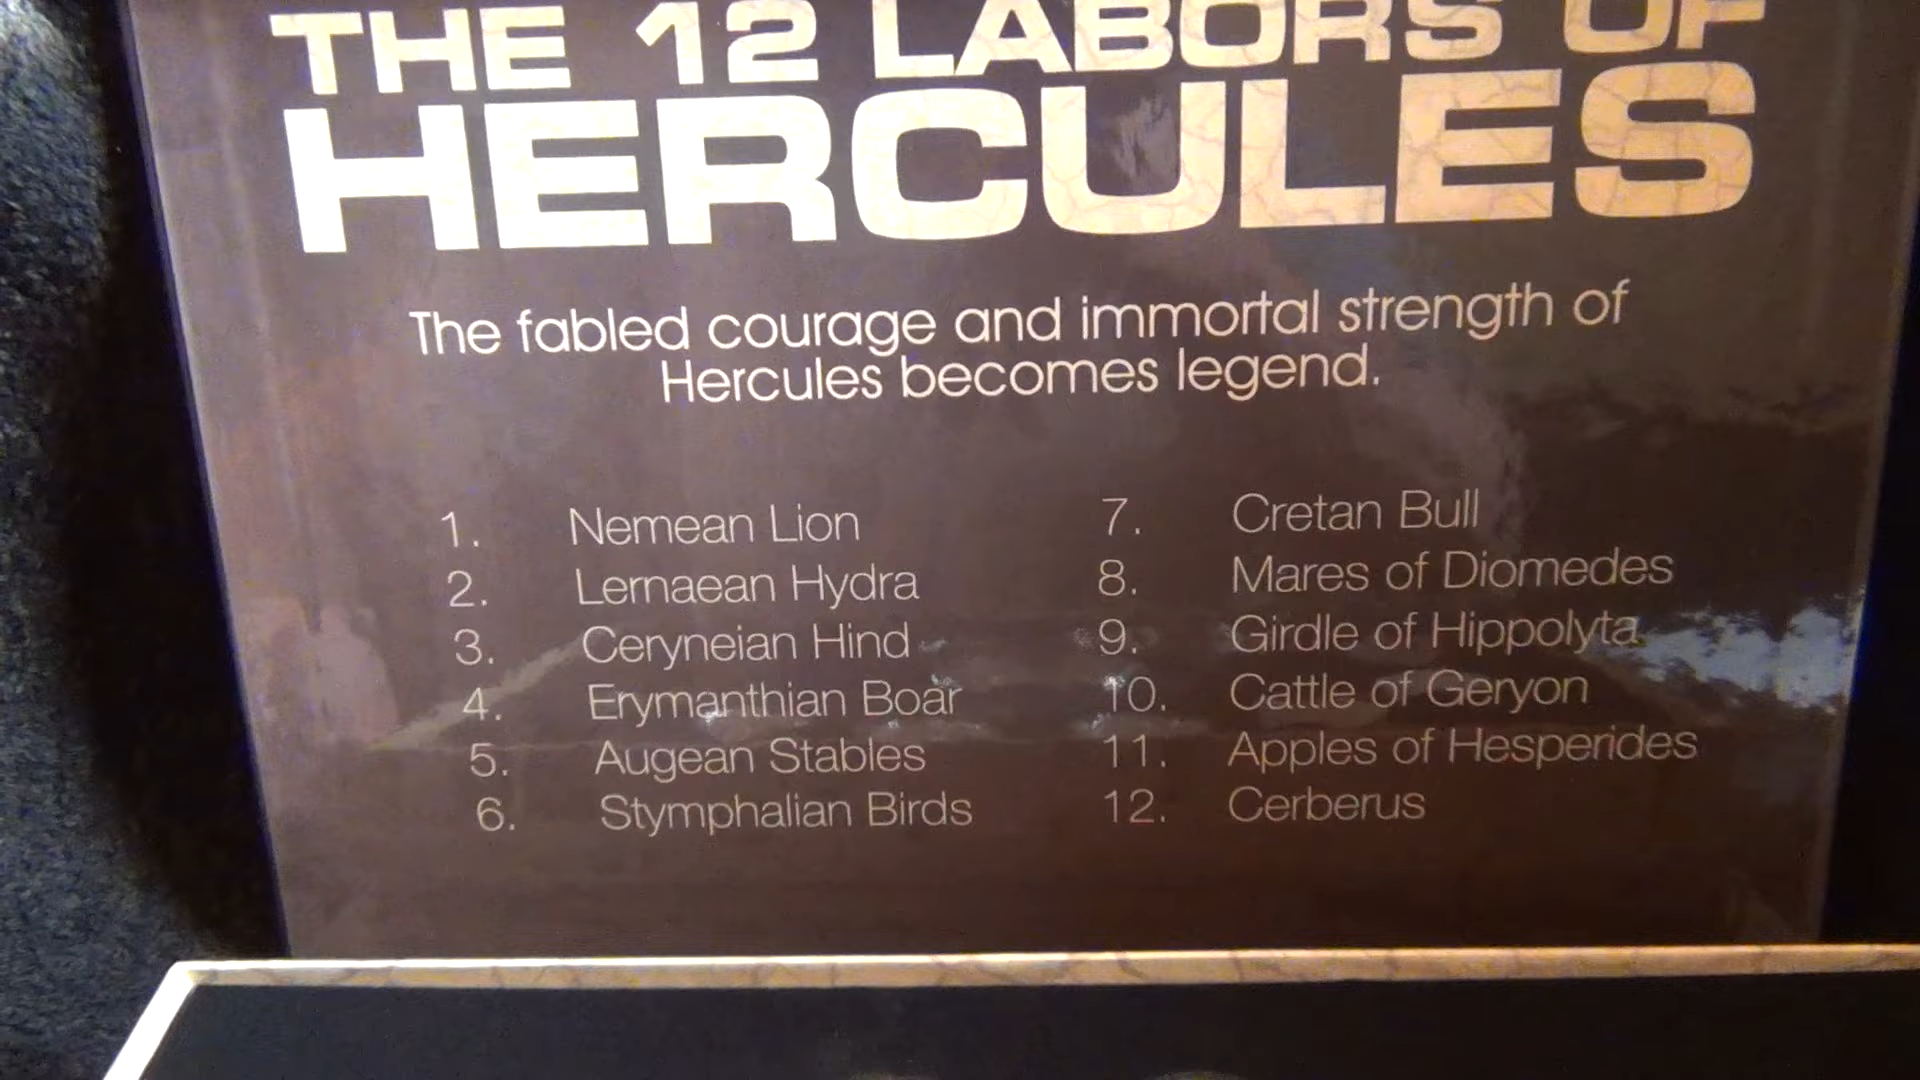 THE 12 LABORS OF
HERCULES
The fabled courage and immortal strength of
Hercules becomes legend.
1. Nemean Lion
2. Lernaean Hydra
3. Ceryneian Hind
4. Erymanthian Boar
5. Augean Stables
6. Stymphalian Birds
7. Cretan Bull
8. Mares of Diomedes
9. Girdle of Hippolyta
10. Cattle of Geryon
11. Apples of Hesperides
12. Cerberus